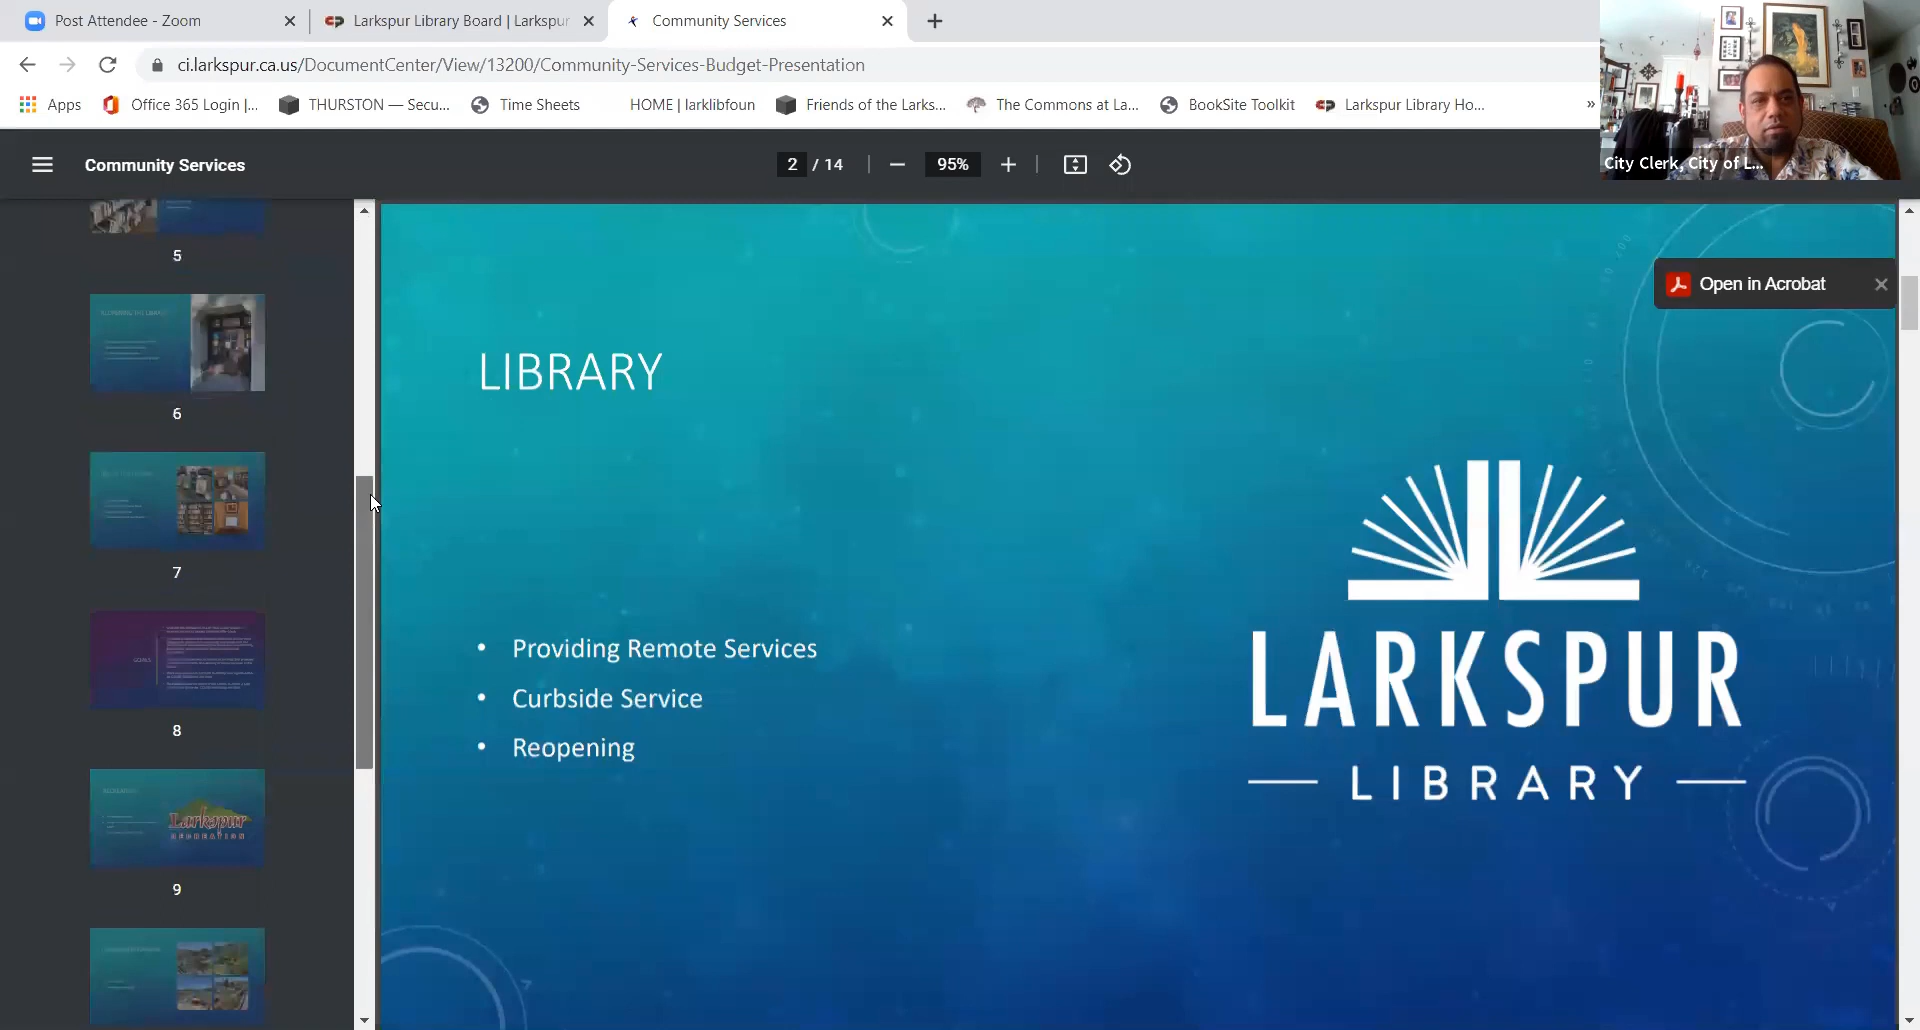 Post Attendee - Zoom
Larkspur Library Board | Larkspur
Community Services
ci.larkspur.ca.us/DocumentCenter/View/13200/Community-Services-Budget-Presentation
Apps
Office 365 Login |...
THURSTON — Secu...
Time Sheets
HOME | larklibfoun
Friends of the Larks...
The Commons at La...
BookSite Toolkit
Larkspur Library Ho...
»
City Clerk, City of L...
Community Services
2 / 14
95%
Open in Acrobat
5
6
7
GOALS
8
Larkspur
RECREATION
9
LIBRARY
• Providing Remote Services
• Curbside Service
• Reopening
LARKSPUR
LIBRARY